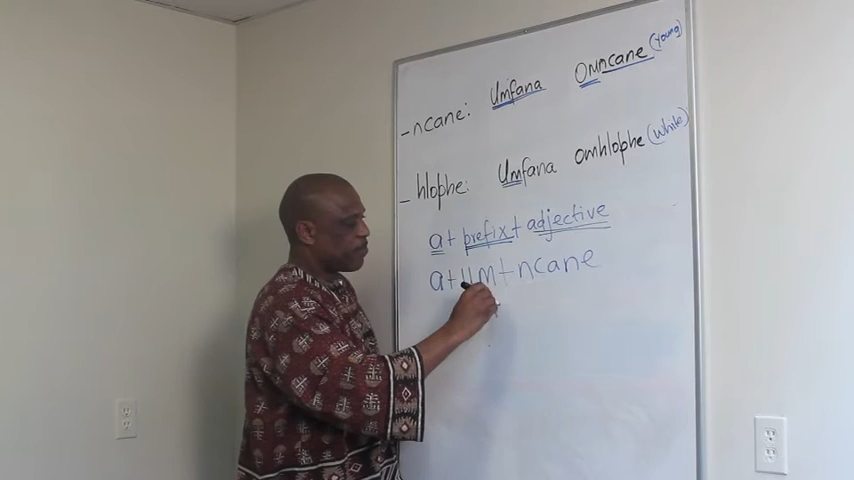 -ncane: Umfana Omncane (young)
-hlophe: Umfana omhlophe (white)
a+ prefix+ adjective
a+um+ncane